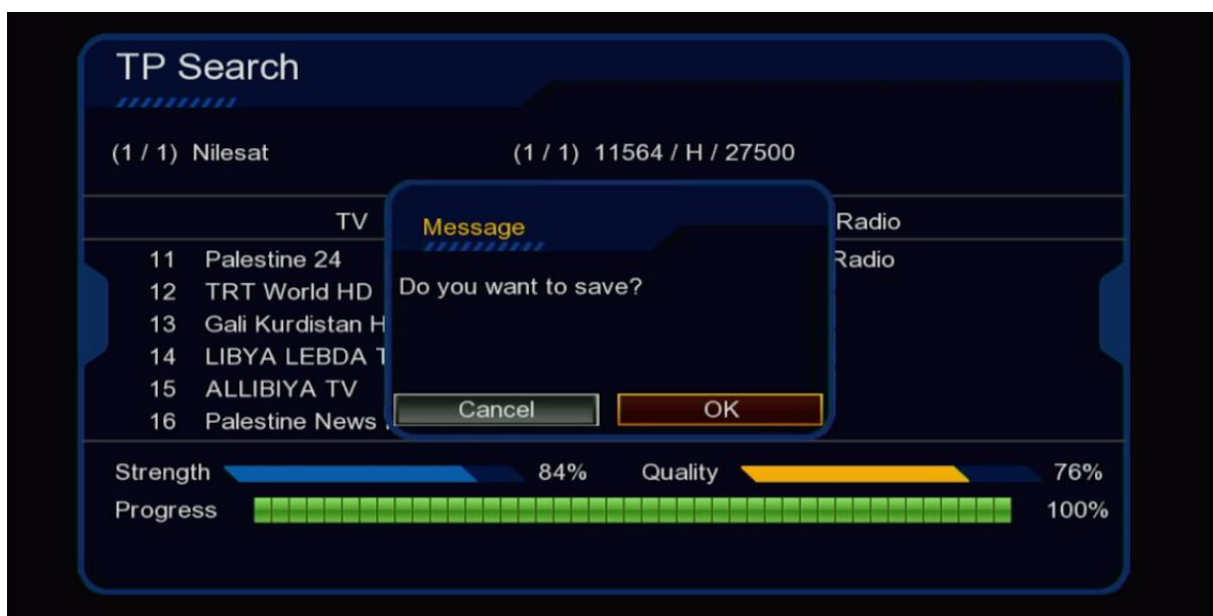 TP Search
(1 / 1) Nilesat (1 / 1) 11564 / H / 27500
TV Radio
Message
11 Palestine 24 Radio
12 TRT World HD
Do you want to save?
13 Gali Kurdistan H
14 LIBYA LEBDA T
15 ALLIBIYA TV
Cancel OK
16 Palestine News
Strength 84% Quality 76%
Progress 100%